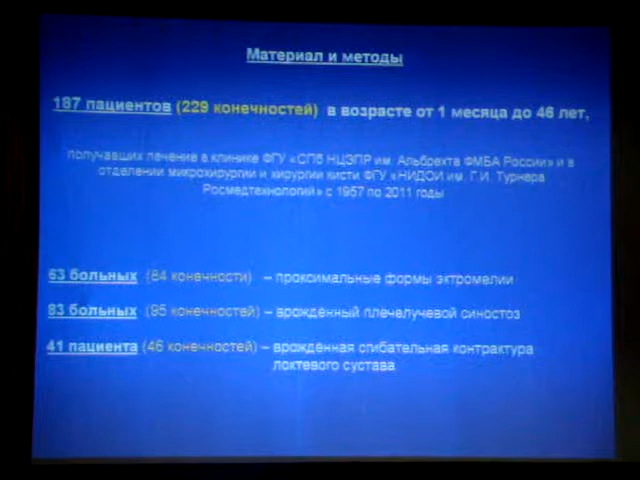 Материал и методы
187 пациентов (229 конечностей) в возрасте от 1 месяца до 46 лет,
получавших лечение в клинике ФГУ «СПб НЦЭПР им. Альбрехта ФМБА России» и в
отделении микрохирургии и хирургии кисти ФГУ «НИДОИ им. Г.И. Турнера
Росмедтехнологий» с 1957 по 2011 годы
63 больных (84 конечности) – проксимальные формы эктромелии
83 больных (95 конечностей) – врождённый плечелучевой синостоз
41 пациента (46 конечностей) – врождённая сгибательная контрактура
локтевого сустава